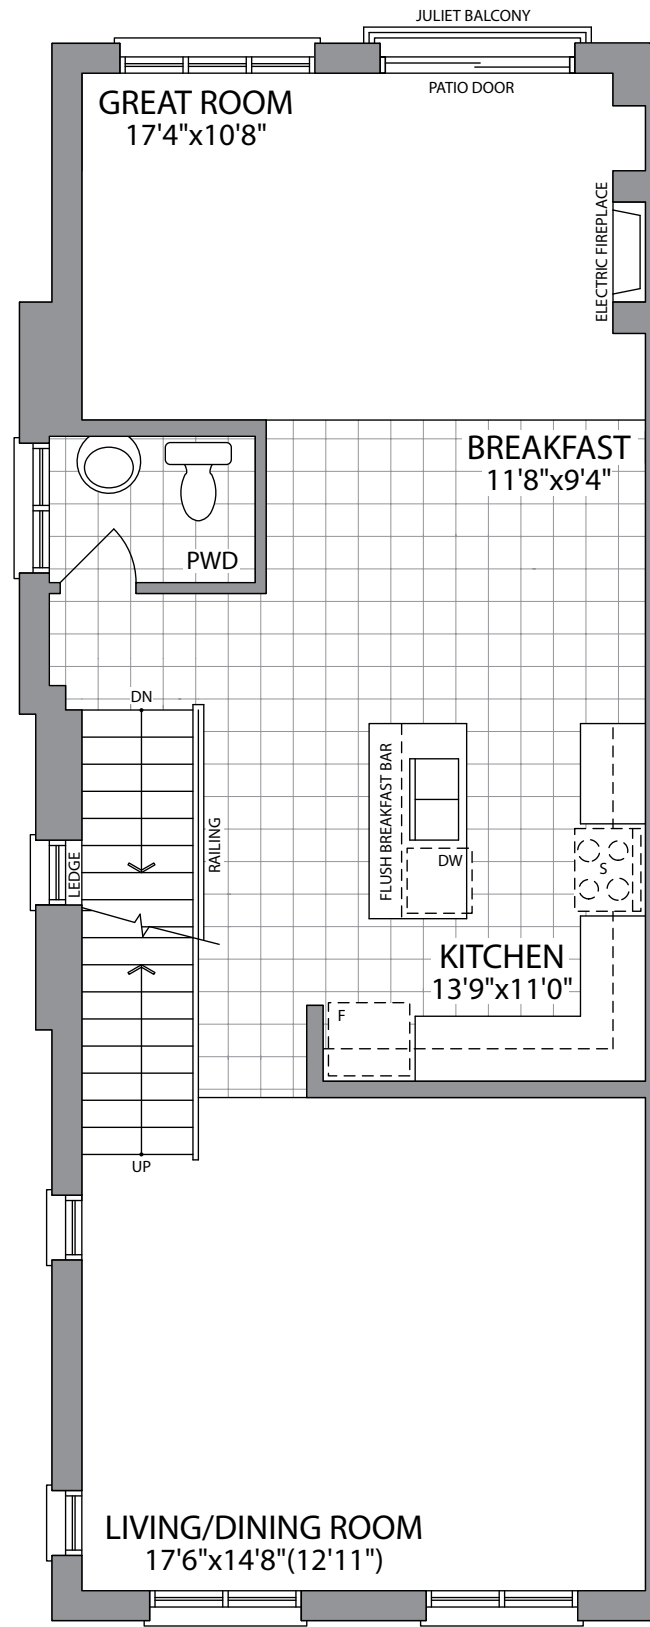 JULIET BALCONY
PATIO DOOR
GREAT ROOM
17'4"x10'8"
ELECTRIC FIREPLACE
BREAKFAST
11'8"x9'4"
PWD
DN
RAILING
LEDGE
FLUSH BREAKFAST BAR
DW
S
KITCHEN
13'9"x11'0"
F
UP
LIVING/DINING ROOM
17'6"x14'8"(12'11")